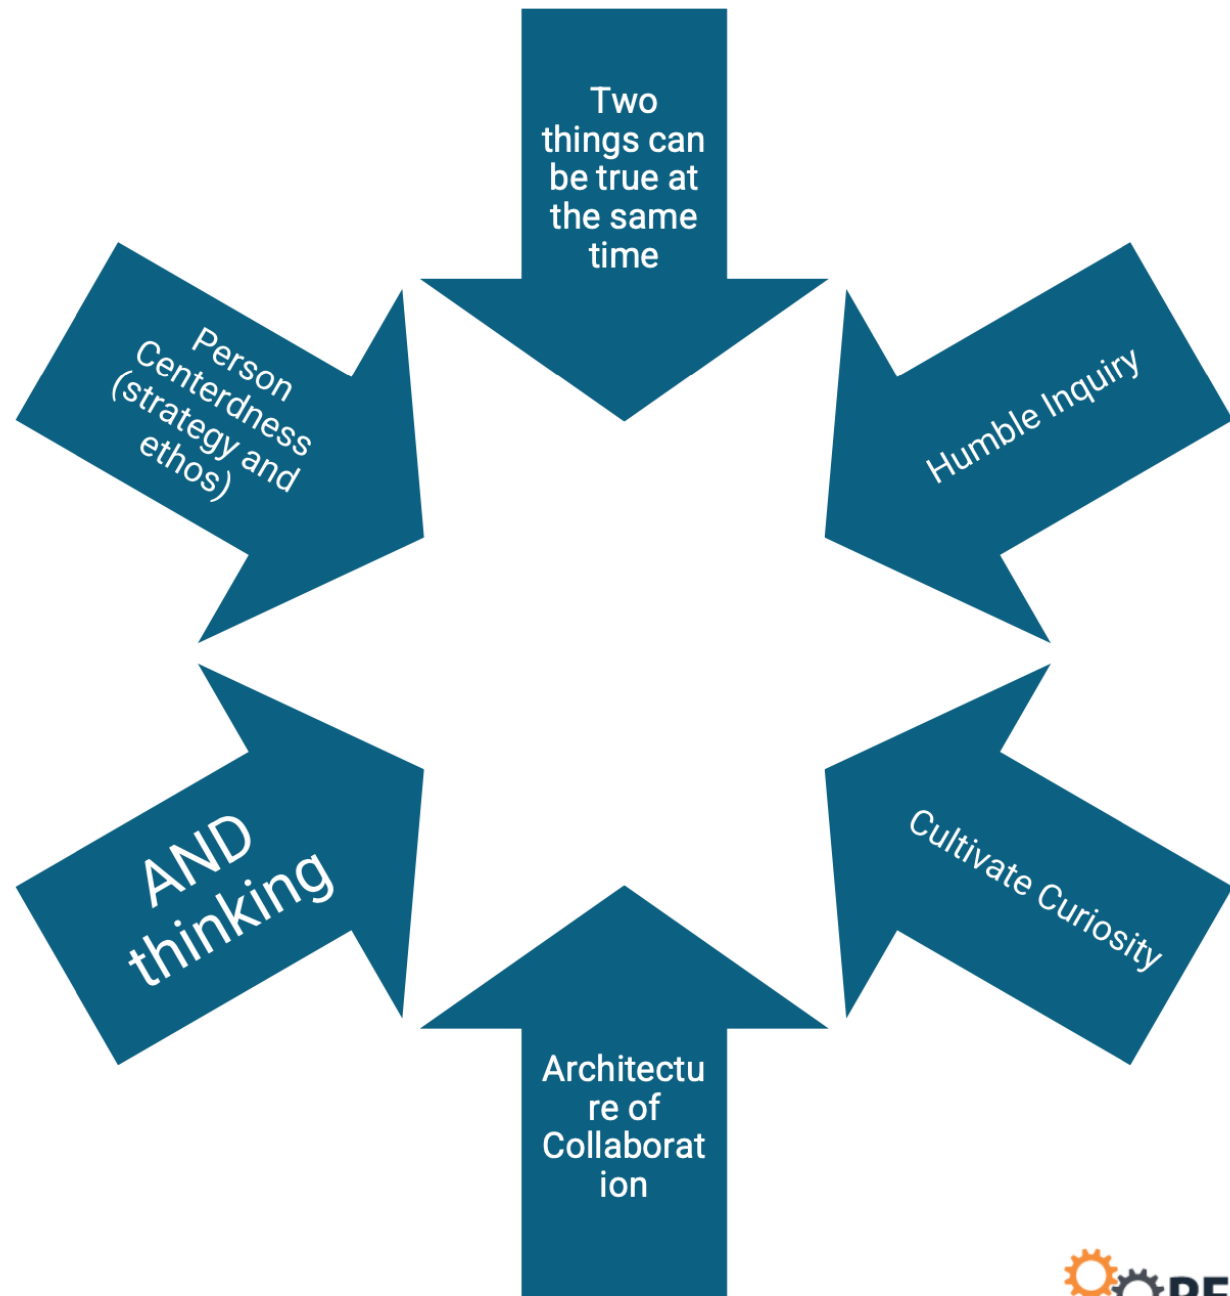 Two
things can
be true at
the same
time
Humble Inquiry
Cultivate Curiosity
Architectu
re of
Collaborat
ion
AND
thinking
Person
Centerdness
(strategy and
ethos)